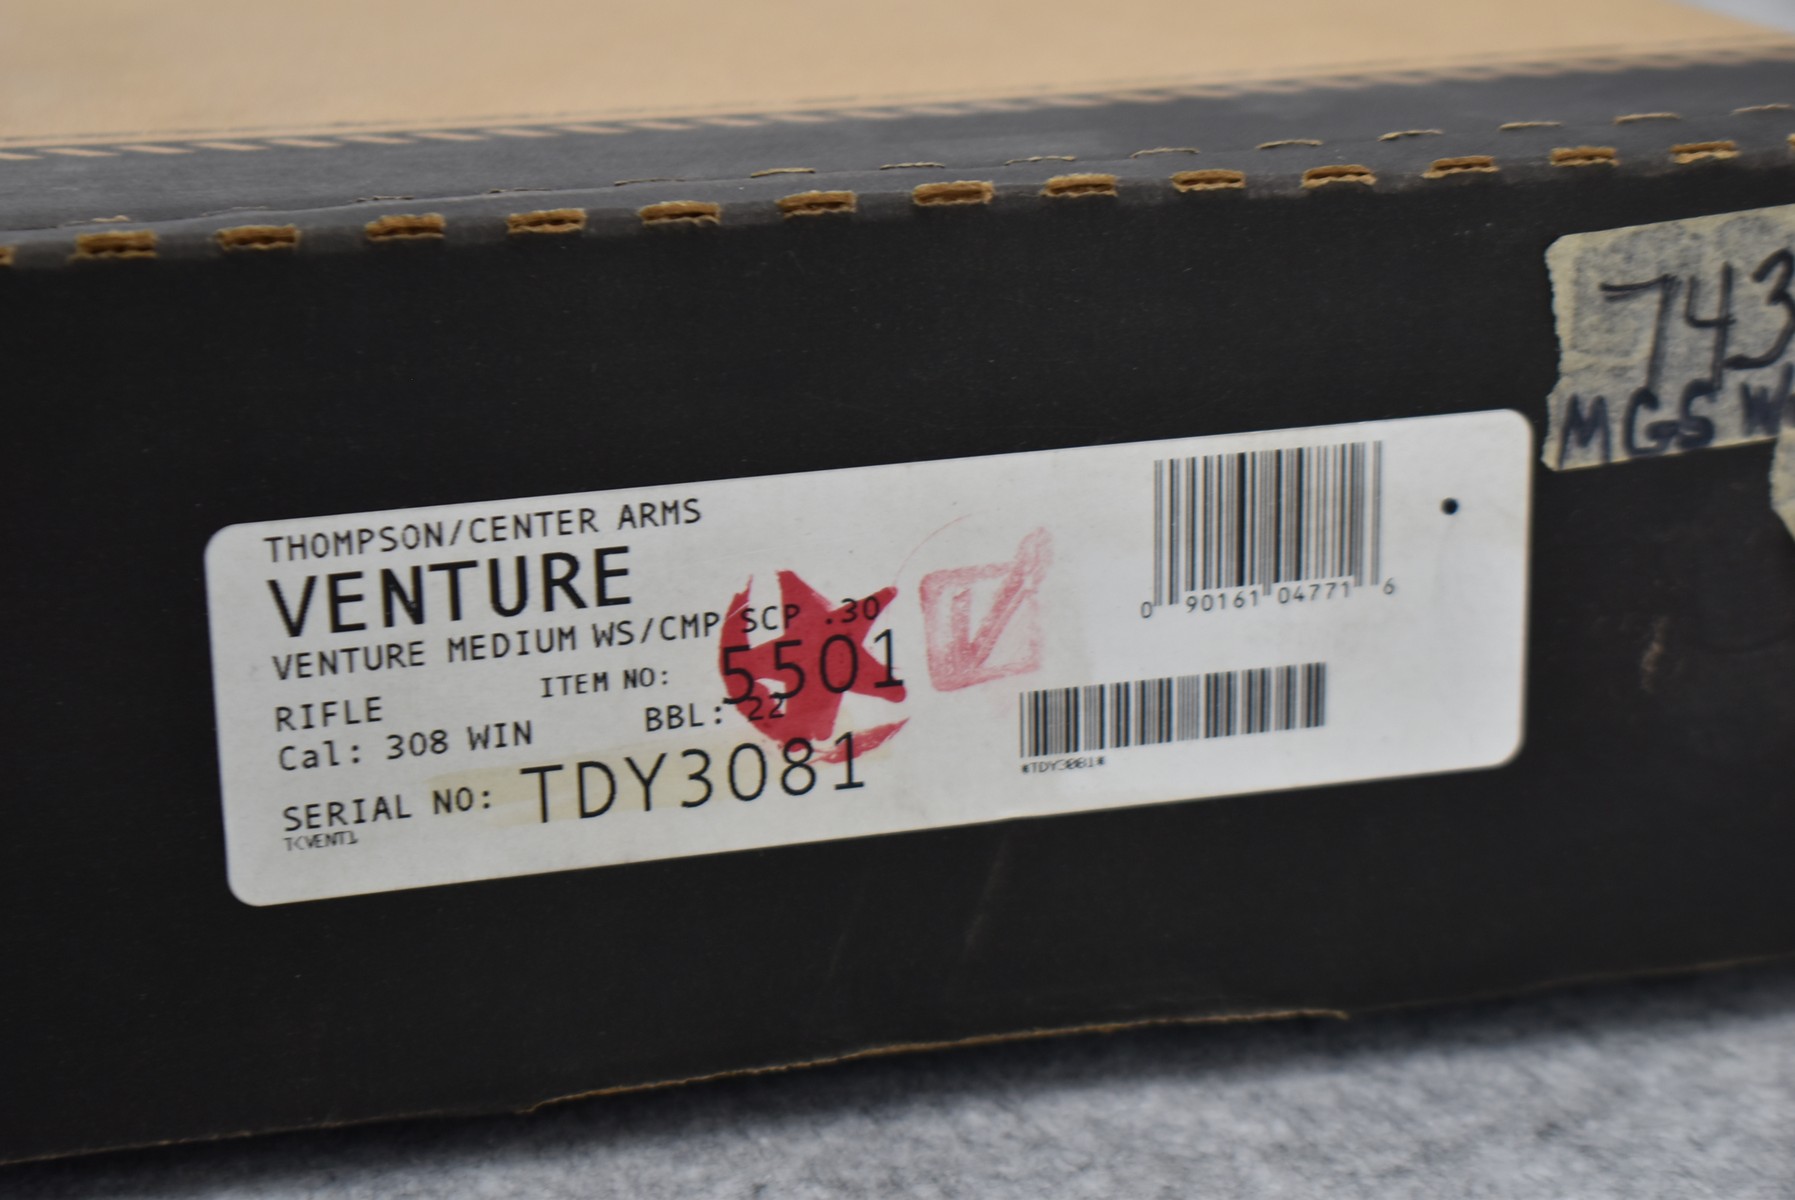 743
MGS
THOMPSON/CENTER ARMS
VENTURE
VENTURE MEDIUM WS/CMP SCP .30
ITEM NO: 5501
RIFLE
BBL: 22
Cal: 308 WIN
SERIAL NO: TDY3081
TCVENT1
0 90161 04771 6
*TDY3081*